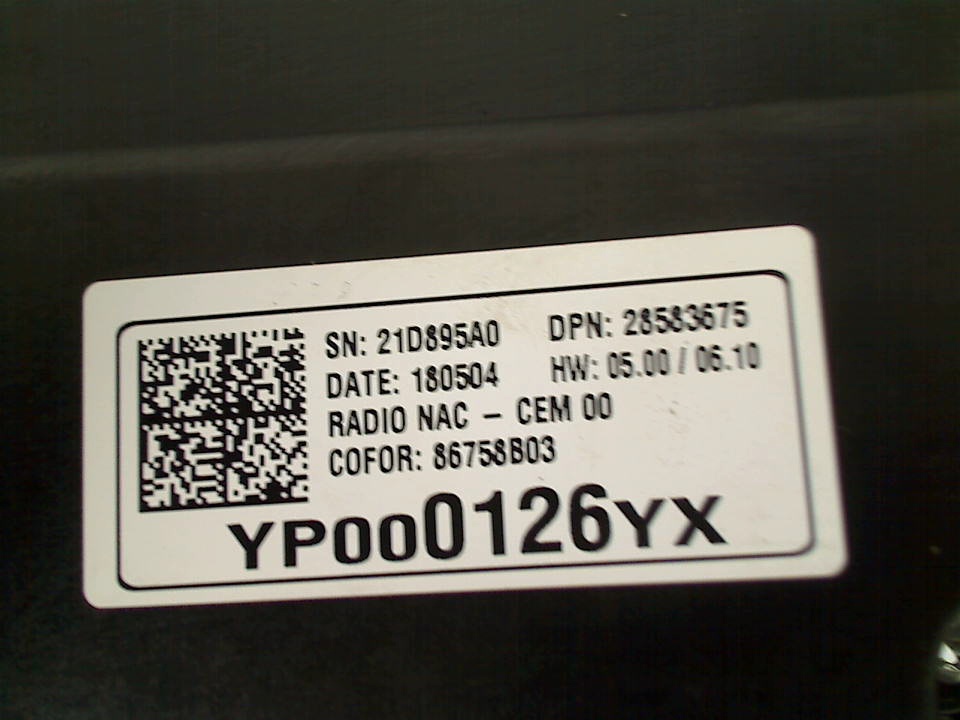 SN: 21D895A0 DPN: 28583675
DATE: 180504 HW: 05.00 / 06.10
RADIO NAC - CEM 00
COFOR: 86758B03
YP000126YX